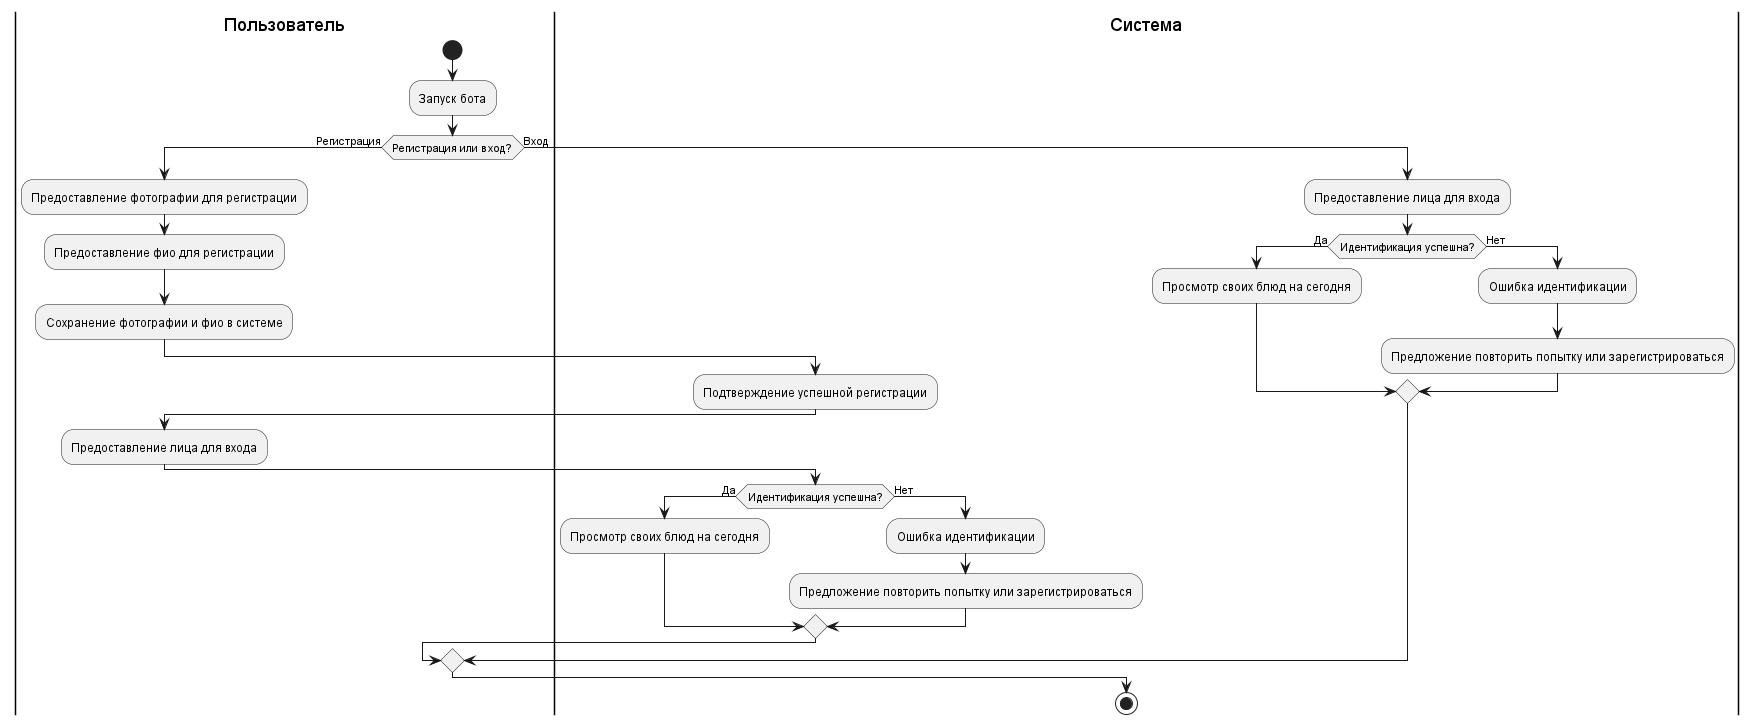 Пользователь
Система
Запуск бота
Регистрация
Регистрация или вход?
Вход
Предоставление фотографии для регистрации
Предоставление лица для входа
Предоставление фио для регистрации
Да
Идентификация успешна?
Нет
Просмотр своих блюд на сегодня
Ошибка идентификации
Сохранение фотографии и фио в системе
Предложение повторить попытку или зарегистрироваться
Подтверждение успешной регистрации
Предоставление лица для входа
Да
Идентификация успешна?
Нет
Просмотр своих блюд на сегодня
Ошибка идентификации
Предложение повторить попытку или зарегистрироваться